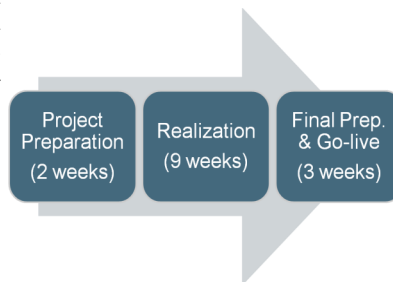 Project
Preparation
(2 weeks)
Realization
(9 weeks)
Final Prep.
& Go-live
(3 weeks)